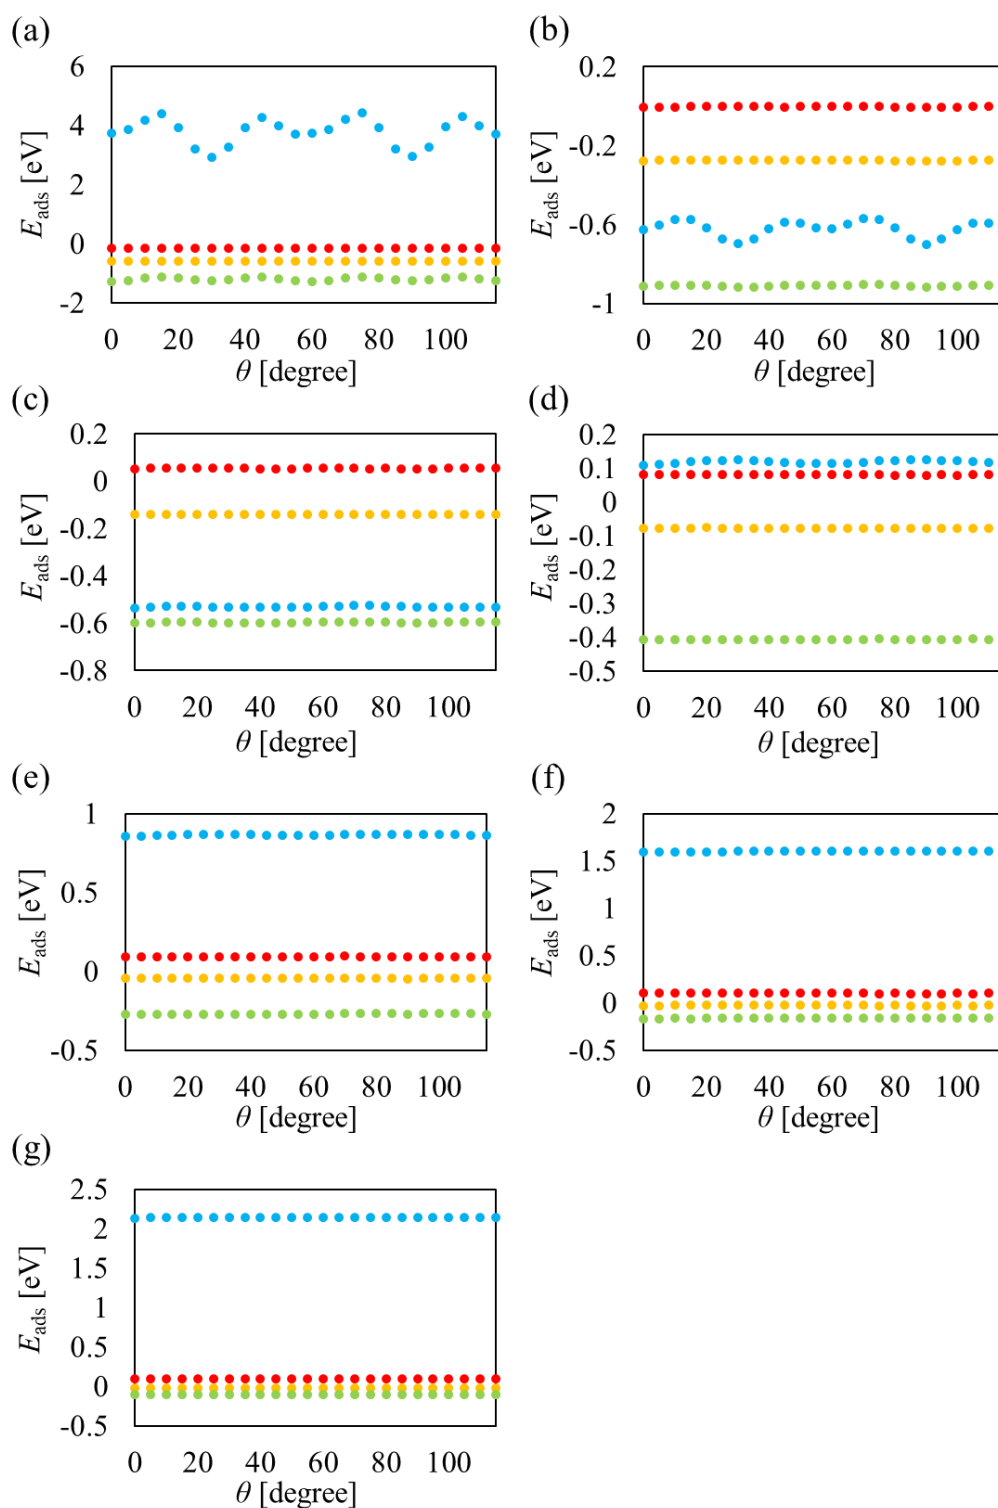 (a)
6
4
2
0
-2
E_ads [eV]
0 20 40 60 80 100
θ [degree]
(b)
0.2
-0.2
-0.6
-1
E_ads [eV]
0 20 40 60 80 100
θ [degree]
(c)
0.2
0
-0.2
-0.4
-0.6
-0.8
E_ads [eV]
0 20 40 60 80 100
θ [degree]
(d)
0.2
0.1
0
-0.1
-0.2
-0.3
-0.4
-0.5
E_ads [eV]
0 20 40 60 80 100
θ [degree]
(e)
1
0.5
0
-0.5
E_ads [eV]
0 20 40 60 80 100
θ [degree]
(f)
2
1.5
1
0.5
0
-0.5
E_ads [eV]
0 20 40 60 80 100
θ [degree]
(g)
2.5
2
1.5
1
0.5
0
-0.5
E_ads [eV]
0 20 40 60 80 100
θ [degree]